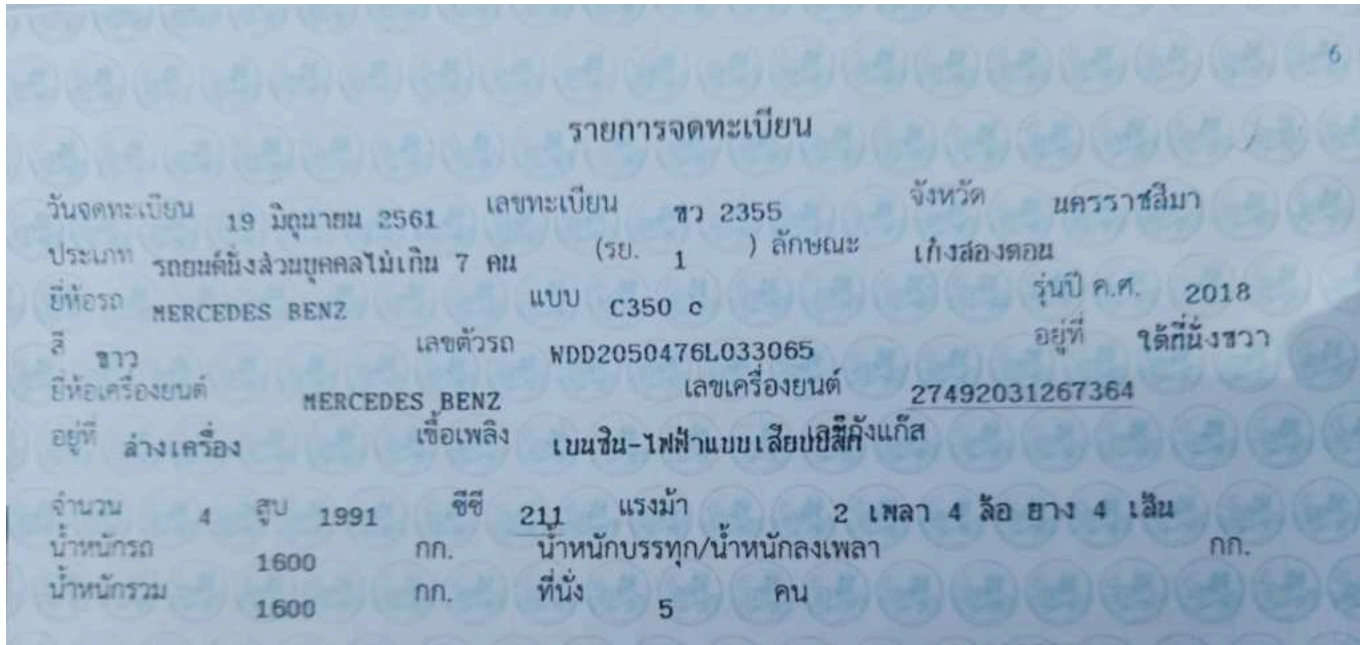 6
รายการจดทะเบียน
วันจดทะเบียน 19 มิถุนายน 2561 เลขทะเบียน ขว 2355 จังหวัด นครราชสีมา
ประเภท รถยนต์นั่งส่วนบุคคลไม่เกิน 7 คน (รย. 1 ) ลักษณะ เก๋งสองตอน
ยี่ห้อรถ MERCEDES BENZ แบบ C350 e รุ่นปี ค.ศ. 2018
สี ขาว เลขตัวรถ WDD2050476L033065 อยู่ที่ ใต้ที่นั่งขวา
ยี่ห้อเครื่องยนต์ MERCEDES BENZ เลขเครื่องยนต์ 27492031267364
อยู่ที่ ล่างเครื่อง เชื้อเพลิง เบนซิน-ไฟฟ้าแบบเสียบปลั๊ก เลขถังแก๊ส
จำนวน 4 สูบ 1991 ซีซี 211 แรงม้า 2 เพลา 4 ล้อ ยาง 4 เส้น
น้ำหนักรถ 1600 กก. น้ำหนักบรรทุก/น้ำหนักลงเพลา กก.
น้ำหนักรวม 1600 กก. ที่นั่ง 5 คน